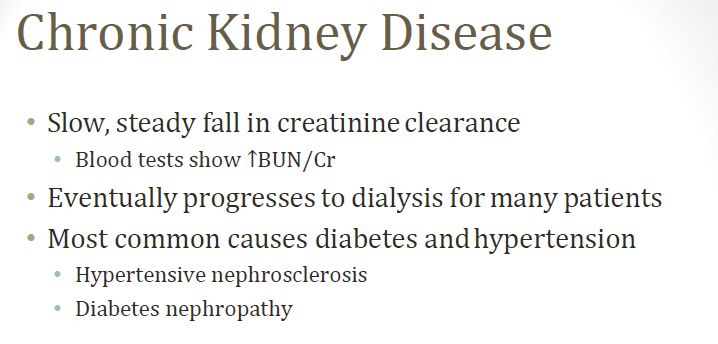 Chronic Kidney Disease
• Slow, steady fall in creatinine clearance
• Blood tests show ↑BUN/Cr
• Eventually progresses to dialysis for many patients
• Most common causes diabetes and hypertension
• Hypertensive nephrosclerosis
• Diabetes nephropathy